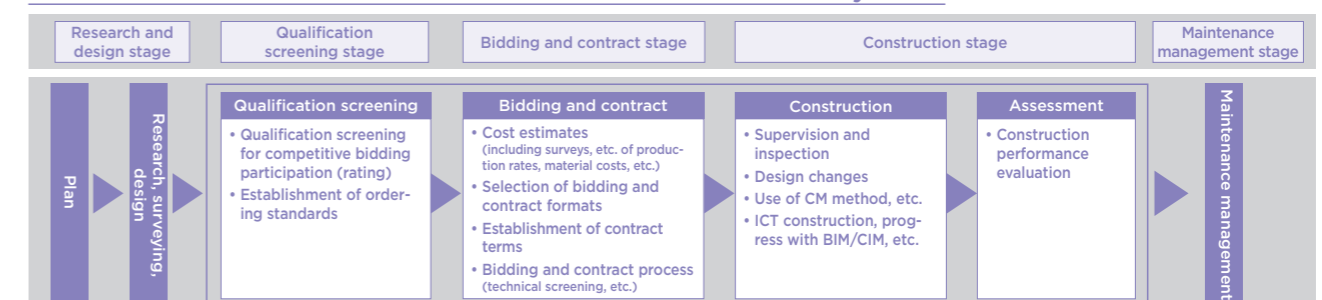 Research and
design stage
Qualification
screening stage
Bidding and contract stage
Construction stage
Maintenance
management stage
Plan
Research, surveying,
design
Qualification screening
• Qualification screening
for competitive bidding
participation (rating)
• Establishment of order-
ing standards
Bidding and contract
• Cost estimates
(including surveys, etc. of produc-
tion rates, material costs, etc.)
• Selection of bidding and
contract formats
• Establishment of contract
terms
• Bidding and contract process
(technical screening, etc.)
Construction
• Supervision and
inspection
• Design changes
• Use of CM method, etc.
• ICT construction, prog-
ress with BIM/CIM, etc.
Assessment
• Construction
performance
evaluation
Maintenance management